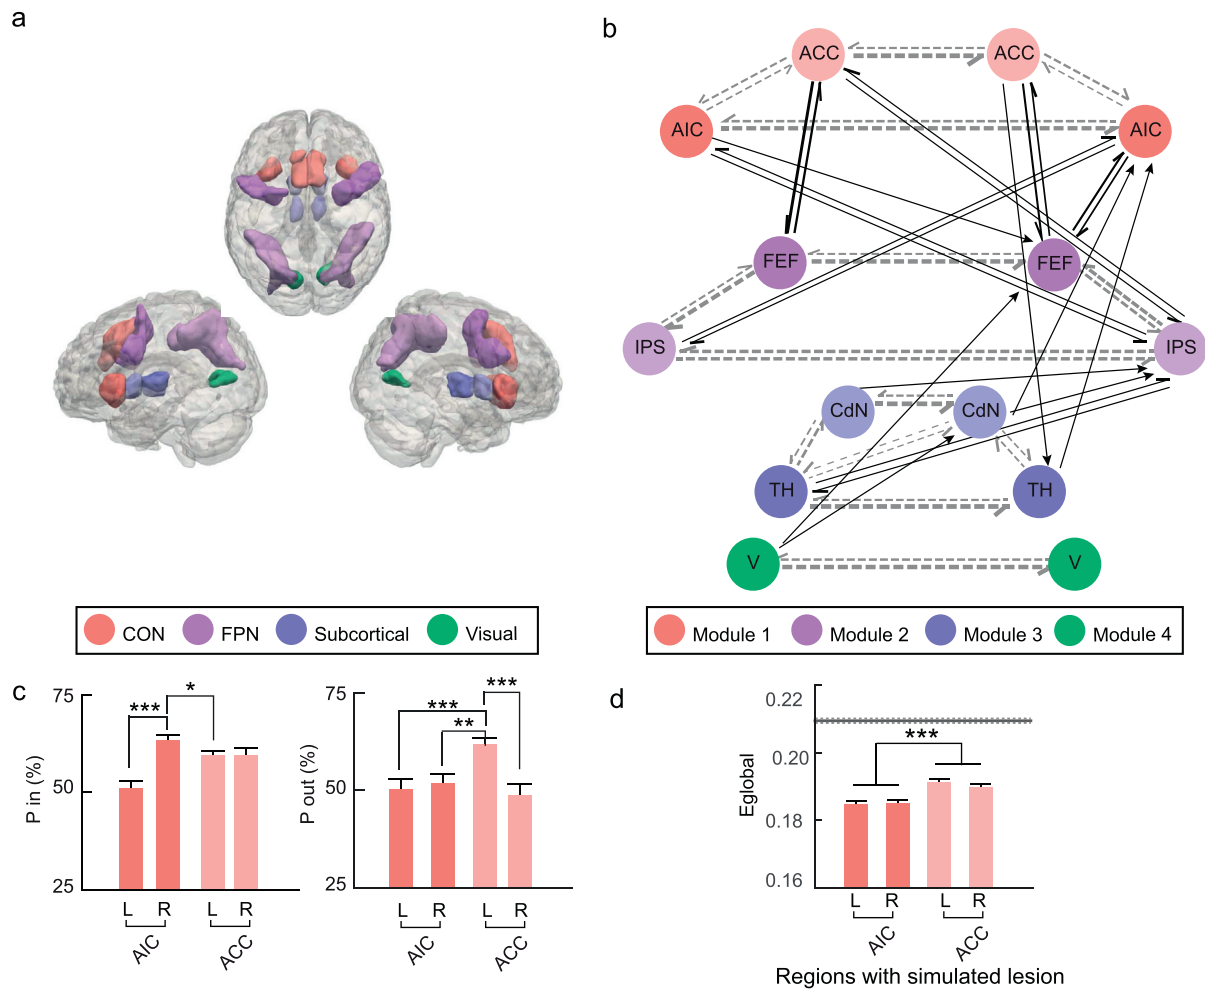 a
b
ACC ACC
AIC AIC
FEF FEF
IPS IPS
CdN CdN
TH TH
V V
CON FPN Subcortical Visual
Module 1 Module 2 Module 3 Module 4
c
75
50
25
P in (%)
***
*
L R L R
AIC ACC
75
50
25
P out (%)
***
**
***
L R L R
AIC ACC
d
0.22
0.20
0.18
0.16
Eglobal
***
L R L R
AIC ACC
Regions with simulated lesion